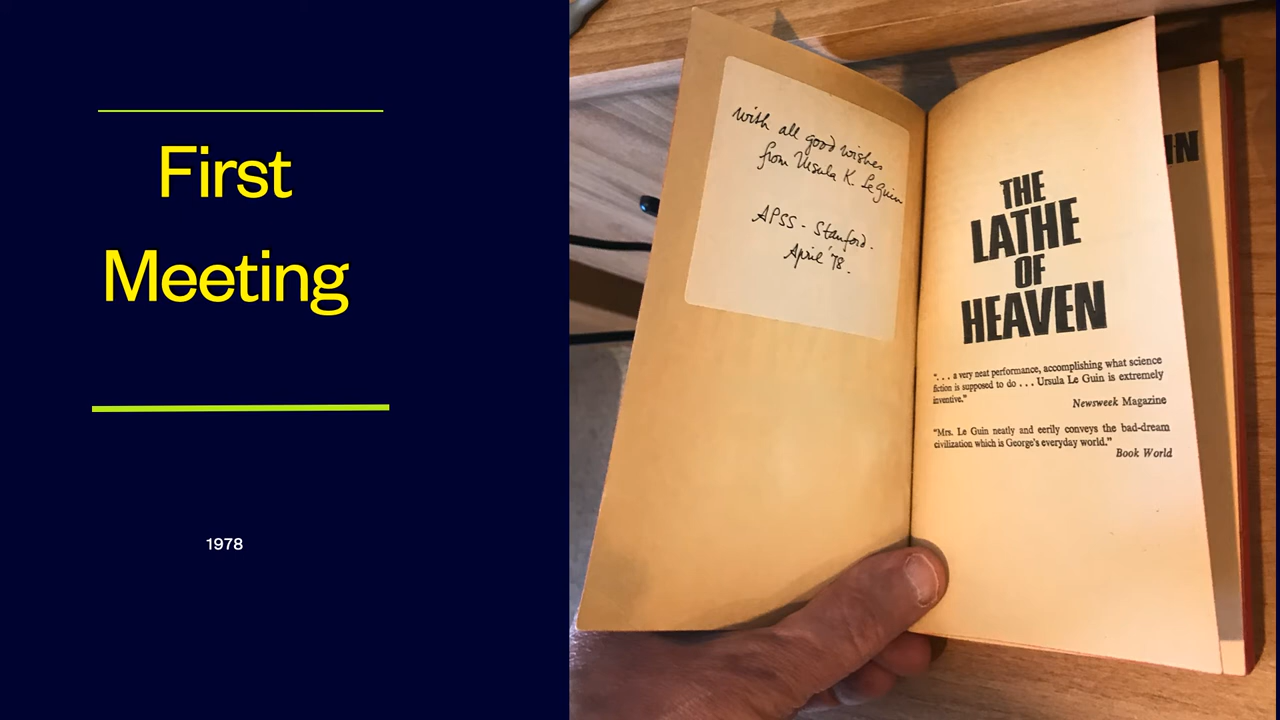 First
Meeting
1978
with all good wishes
from Ursula K. Le Guin
APSS - Stanford.
April '78.
IN
THE
LATHE
OF
HEAVEN
". . . a very neat performance, accomplishing what science
fiction is supposed to do . . . Ursula Le Guin is extremely
inventive."
Newsweek Magazine
"Mrs. Le Guin neatly and eerily conveys the bad-dream
civilization which is George's everyday world."
Book World